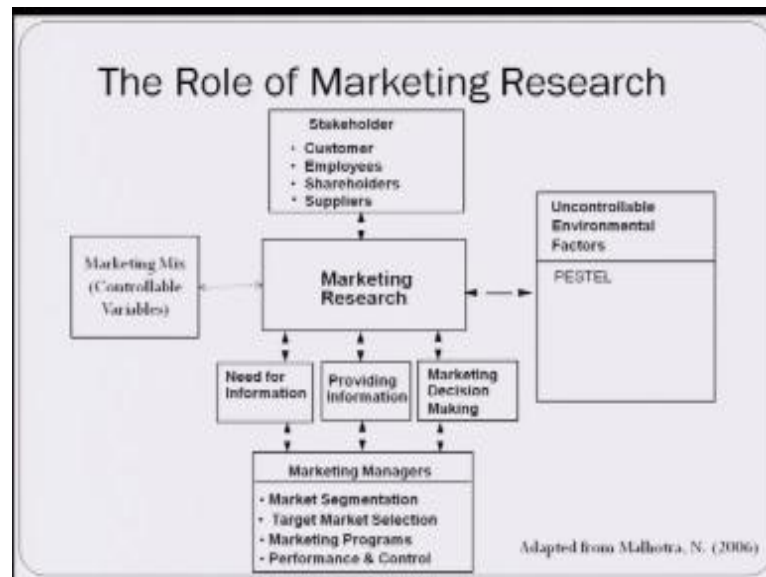 The Role of Marketing Research
Stakeholder
• Customer
• Employees
• Shareholders
• Suppliers
Marketing Mix
(Controllable
Variables)
Marketing
Research
Uncontrollable
Environmental
Factors
PESTEL
Need for
Information
Providing
Information
Marketing
Decision
Making
Marketing Managers
• Market Segmentation
• Target Market Selection
• Marketing Programs
• Performance & Control
Adapted from Malhotra, N. (2006)